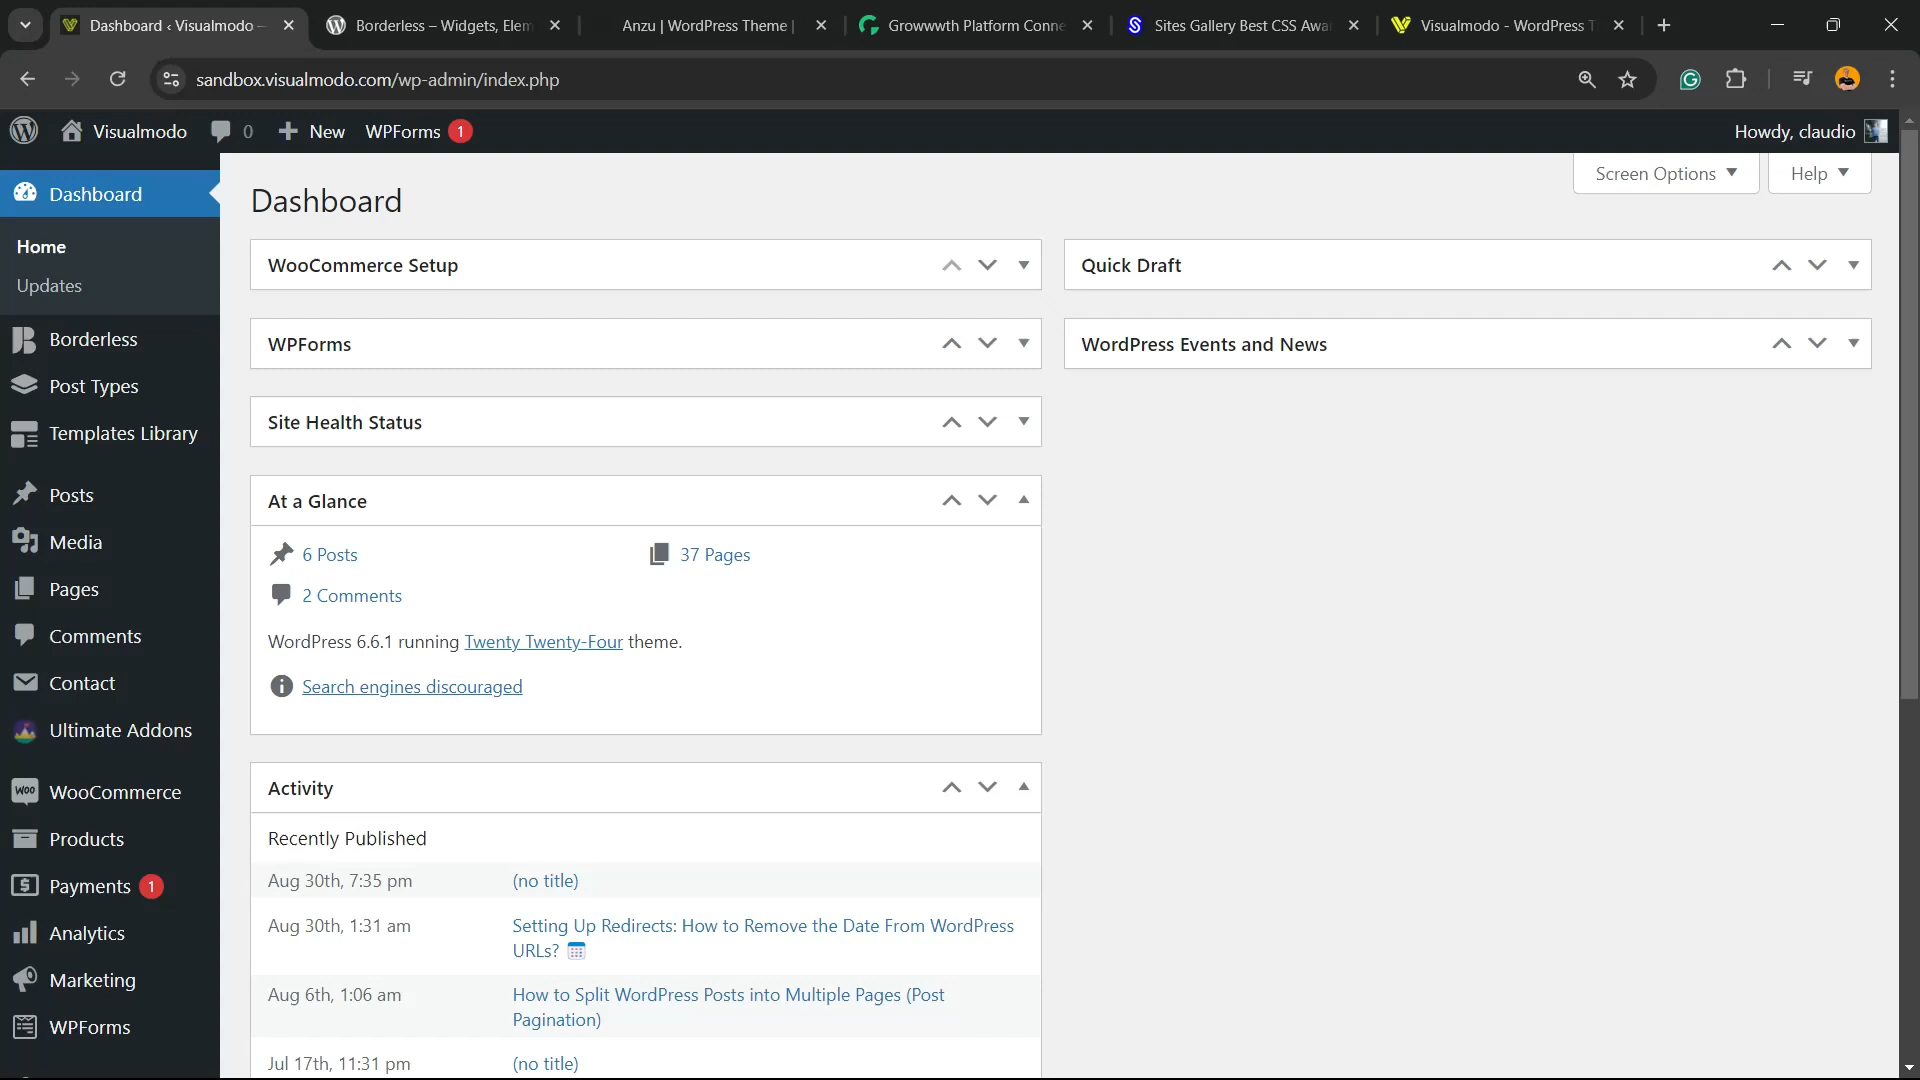 Dashboard ‹ Visualmodo –
Borderless – Widgets, Elem
Anzu | WordPress Theme |
Growwwth Platform Conne
Sites Gallery Best CSS Awa
Visualmodo - WordPress T
sandbox.visualmodo.com/wp-admin/index.php
Visualmodo
0
New
WPForms 1
Howdy, claudio
Screen Options
Help
Dashboard
Home
Updates
Borderless
Post Types
Templates Library
Posts
Media
Pages
Comments
Contact
Ultimate Addons
WooCommerce
Products
Payments 1
Analytics
Marketing
WPForms
Dashboard
WooCommerce Setup
WPForms
Site Health Status
At a Glance
6 Posts
37 Pages
2 Comments
WordPress 6.6.1 running Twenty Twenty-Four theme.
Search engines discouraged
Activity
Recently Published
Aug 30th, 7:35 pm (no title)
Aug 30th, 1:31 am Setting Up Redirects: How to Remove the Date From WordPress
URLs?
Aug 6th, 1:06 am How to Split WordPress Posts into Multiple Pages (Post
Pagination)
Jul 17th, 11:31 pm (no title)
Quick Draft
WordPress Events and News